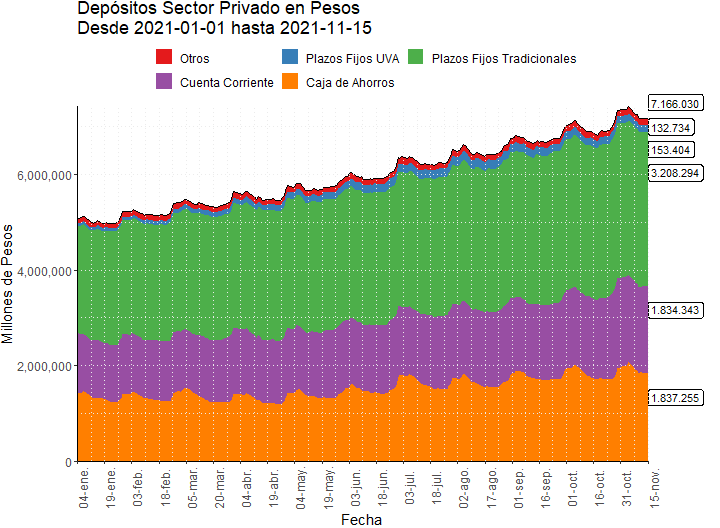 Depósitos Sector Privado en Pesos
Desde 2021-01-01 hasta 2021-11-15
Otros Plazos Fijos UVA Plazos Fijos Tradicionales
Cuenta Corriente Caja de Ahorros
7.166.030
132.734
153.404
3.208.294
1.834.343
1.837.255
6,000,000
4,000,000
2,000,000
0
Millones de Pesos
04-ene.
19-ene.
03-feb.
18-feb.
05-mar.
20-mar.
04-abr.
19-abr.
04-may.
19-may.
03-jun.
18-jun.
03-jul.
18-jul.
02-ago.
17-ago.
01-sep.
16-sep.
01-oct.
16-oct.
31-oct.
15-nov.
Fecha